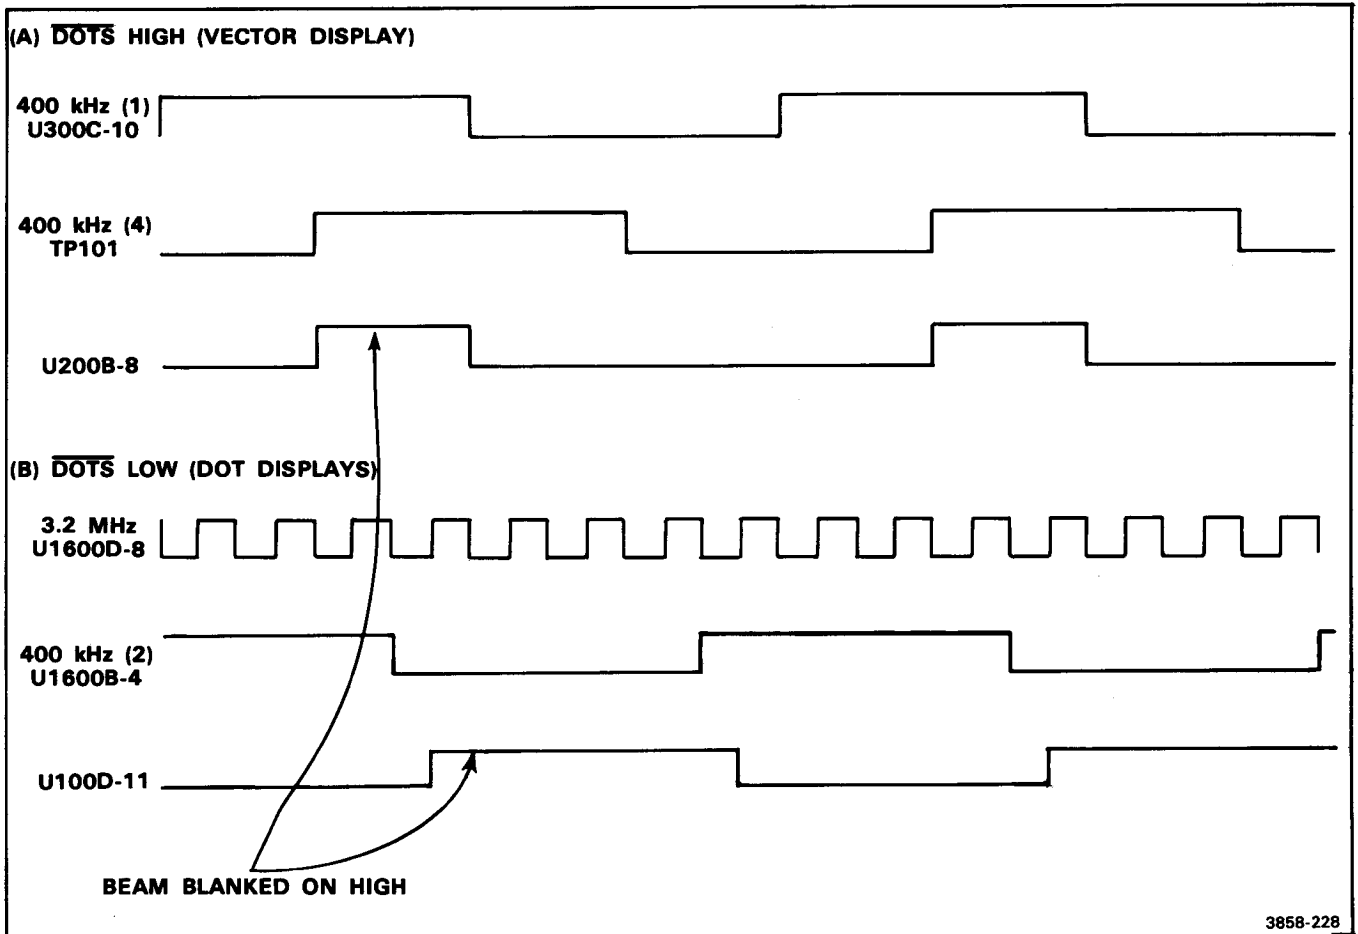 (A) DOTS HIGH (VECTOR DISPLAY)
400 kHz (1)
U300C-10
400 kHz (4)
TP101
U200B-8
(B) DOTS LOW (DOT DISPLAYS)
3.2 MHz
U1600D-8
400 kHz (2)
U1600B-4
U100D-11
BEAM BLANKED ON HIGH
3858-228